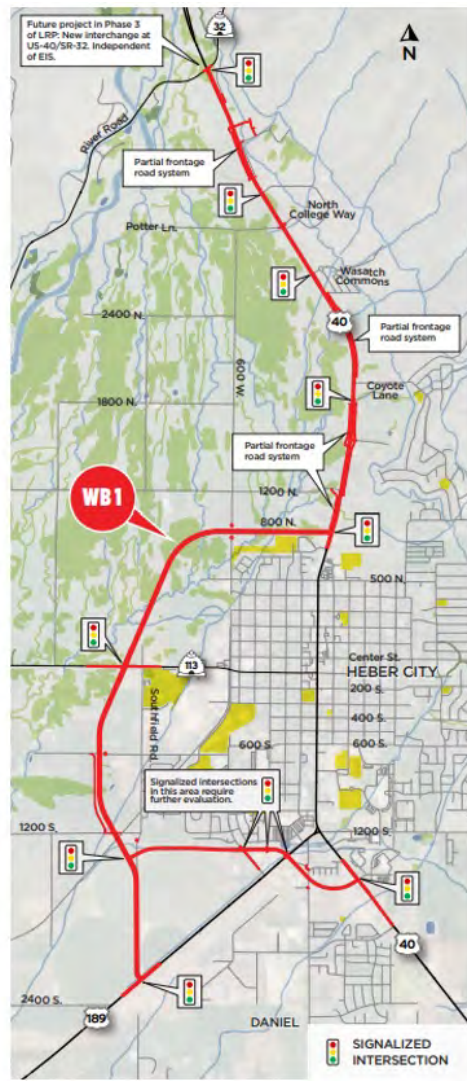 Future project in Phase 3
of LRP: New interchange at
US-40/SR-32. Independent
of EIS.
32
N
River Road
Partial frontage
road system
North
College Way
Potter Ln.
Wasatch
Commons
2400 N.
40
600 W.
Partial frontage
road system
Coyote
Lane
1800 N.
Partial frontage
road system
WB1
1200 N.
800 N.
500 N.
Center St.
113
HEBER CITY
200 S.
Southfield Rd.
400 S.
600 S.
600 S.
Signalized intersections
in this area require
further evaluation.
1200 S.
1200 S.
40
2400 S.
189
DANIEL
SIGNALIZED
INTERSECTION